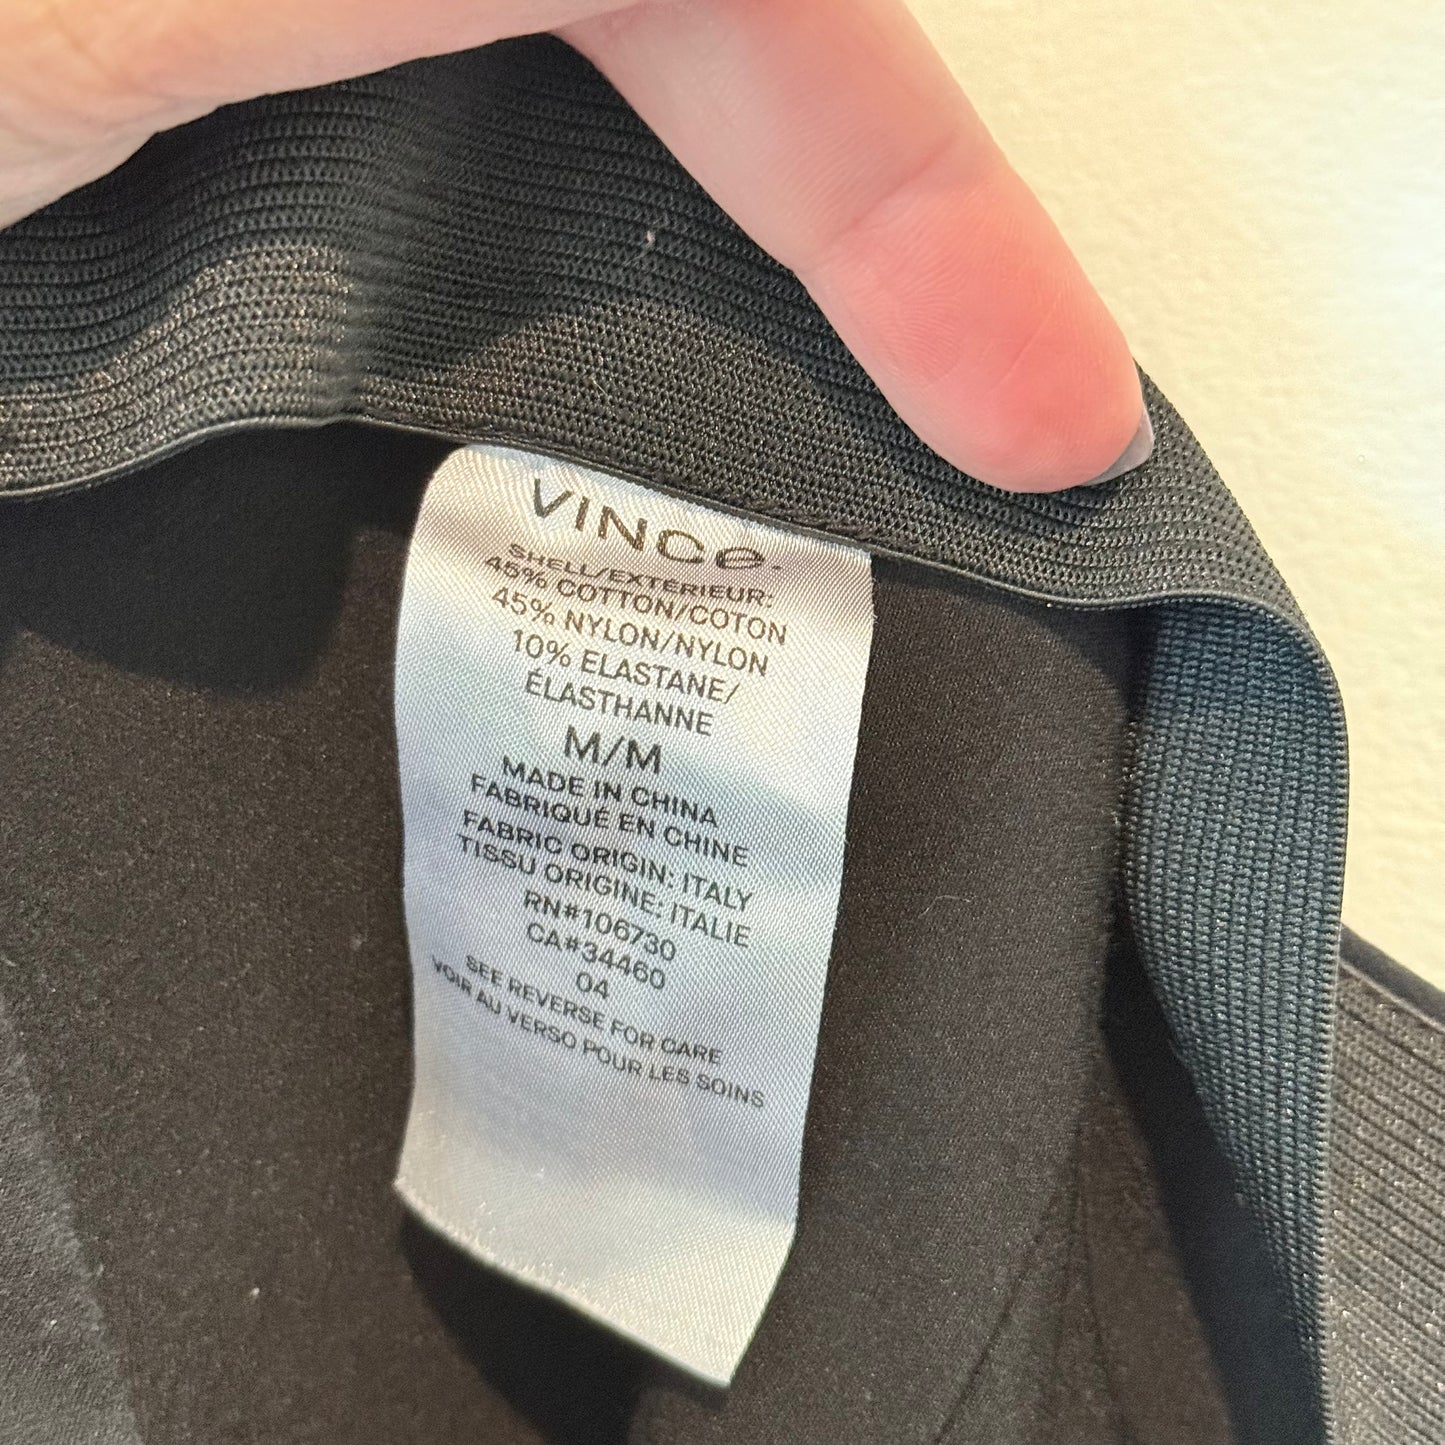 VINCe.
SHELL/EXTÉRIEUR:
45% COTTON/COTON
45% NYLON/NYLON
10% ELASTANE/
ÉLASTHANNE
M/M
MADE IN CHINA
FABRIQUÉ EN CHINE
FABRIC ORIGIN: ITALY
TISSU ORIGINE: ITALIE
RN#106730
CA#34460
04
SEE REVERSE FOR CARE
VOIR AU VERSO POUR LES SOINS